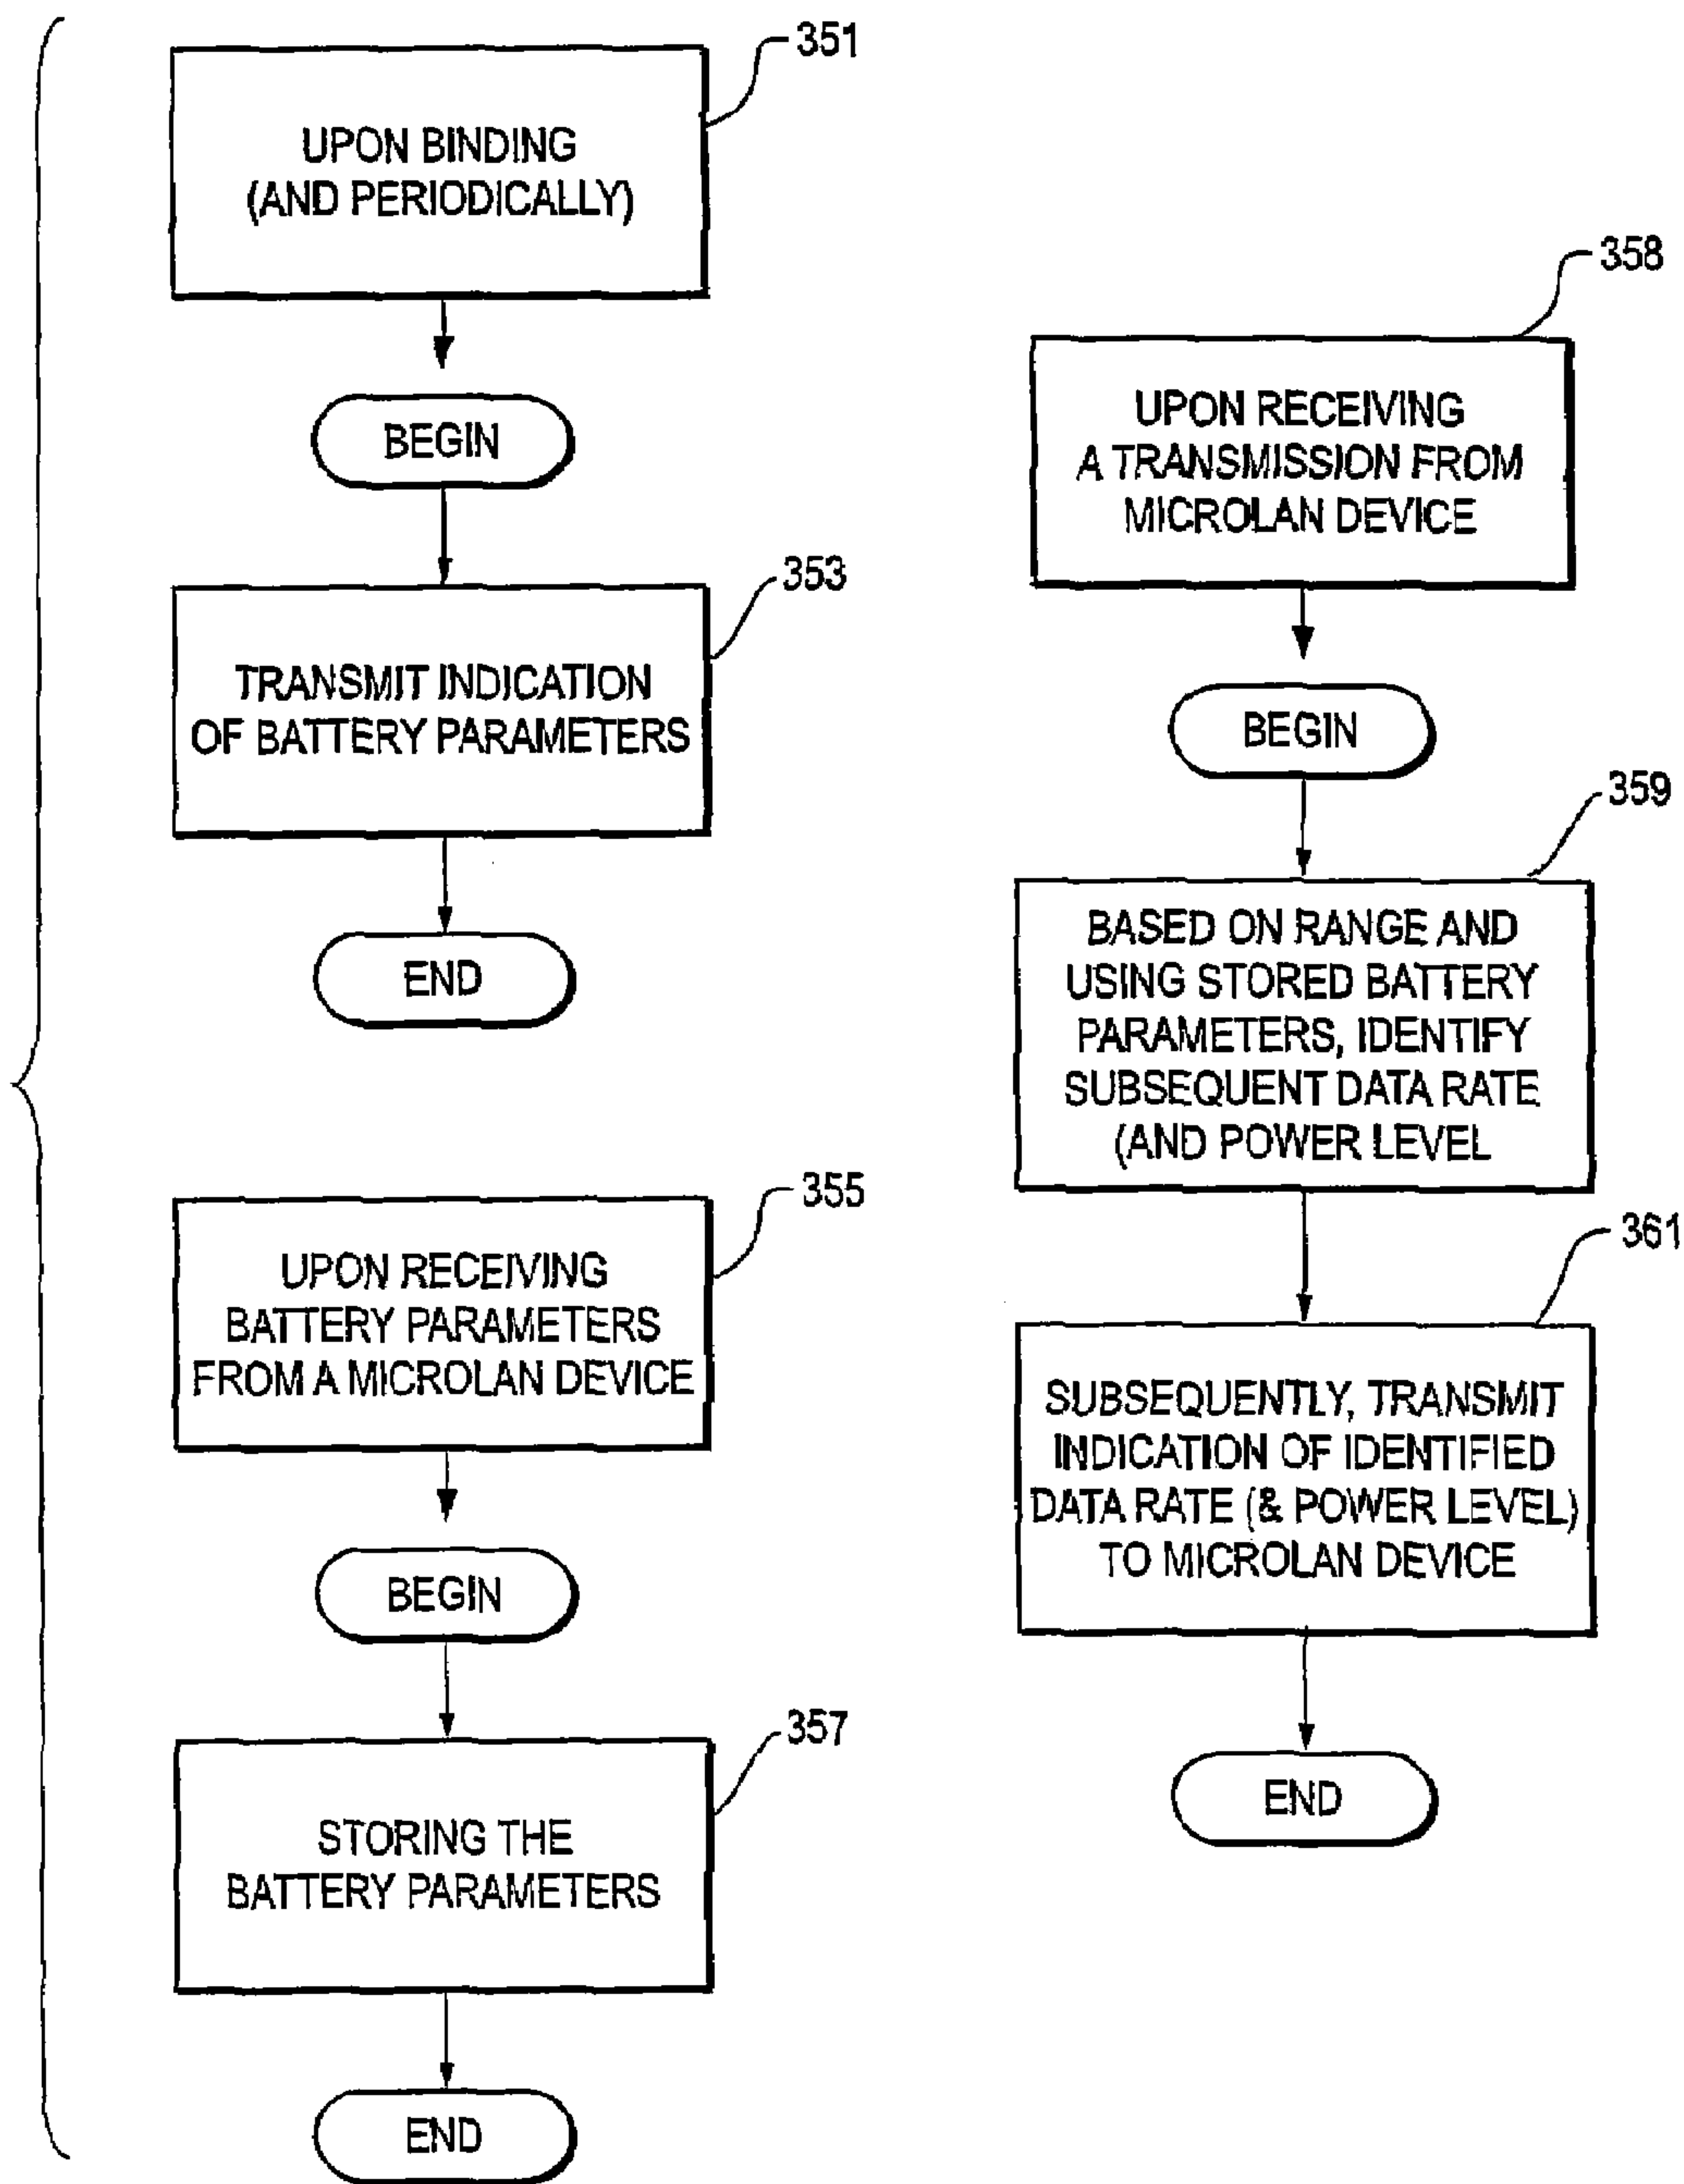 351
UPON BINDING
(AND PERIODICALLY)
BEGIN
353
TRANSMIT INDICATION
OF BATTERY PARAMETERS
END
355
UPON RECEIVING
BATTERY PARAMETERS
FROM A MICROLAN DEVICE
BEGIN
357
STORING THE
BATTERY PARAMETERS
END
358
UPON RECEIVING
A TRANSMISSION FROM
MICROLAN DEVICE
BEGIN
359
BASED ON RANGE AND
USING STORED BATTERY
PARAMETERS, IDENTIFY
SUBSEQUENT DATA RATE
(AND POWER LEVEL
361
SUBSEQUENTLY, TRANSMIT
INDICATION OF IDENTIFIED
DATA RATE (& POWER LEVEL)
TO MICROLAN DEVICE
END